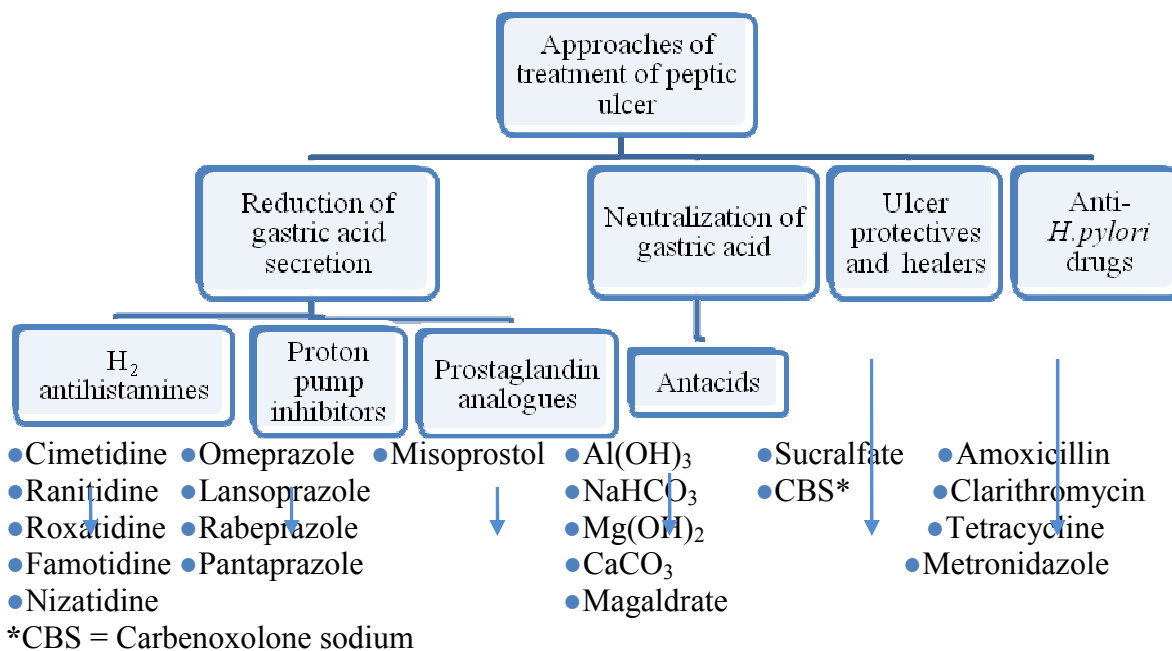 Approaches of
treatment of peptic
ulcer
Reduction of
gastric acid
secretion
Neutralization of
gastric acid
Ulcer
protectives
and healers
Anti-
H.pylori
drugs
H₂
antihistamines
Proton
pump
inhibitors
Prostaglandin
analogues
Antacids
●Cimetidine ●Omeprazole ●Misoprostol ●Al(OH)₃ ●Sucralfate ●Amoxicillin
●Ranitidine ●Lansoprazole ●NaHCO₃ ●CBS* ●Clarithromycin
●Roxatidine ●Rabeprazole ●Mg(OH)₂ ●Tetracycline
●Famotidine ●Pantaprazole ●CaCO₃ ●Metronidazole
●Nizatidine ●Magaldrate
*CBS = Carbenoxolone sodium